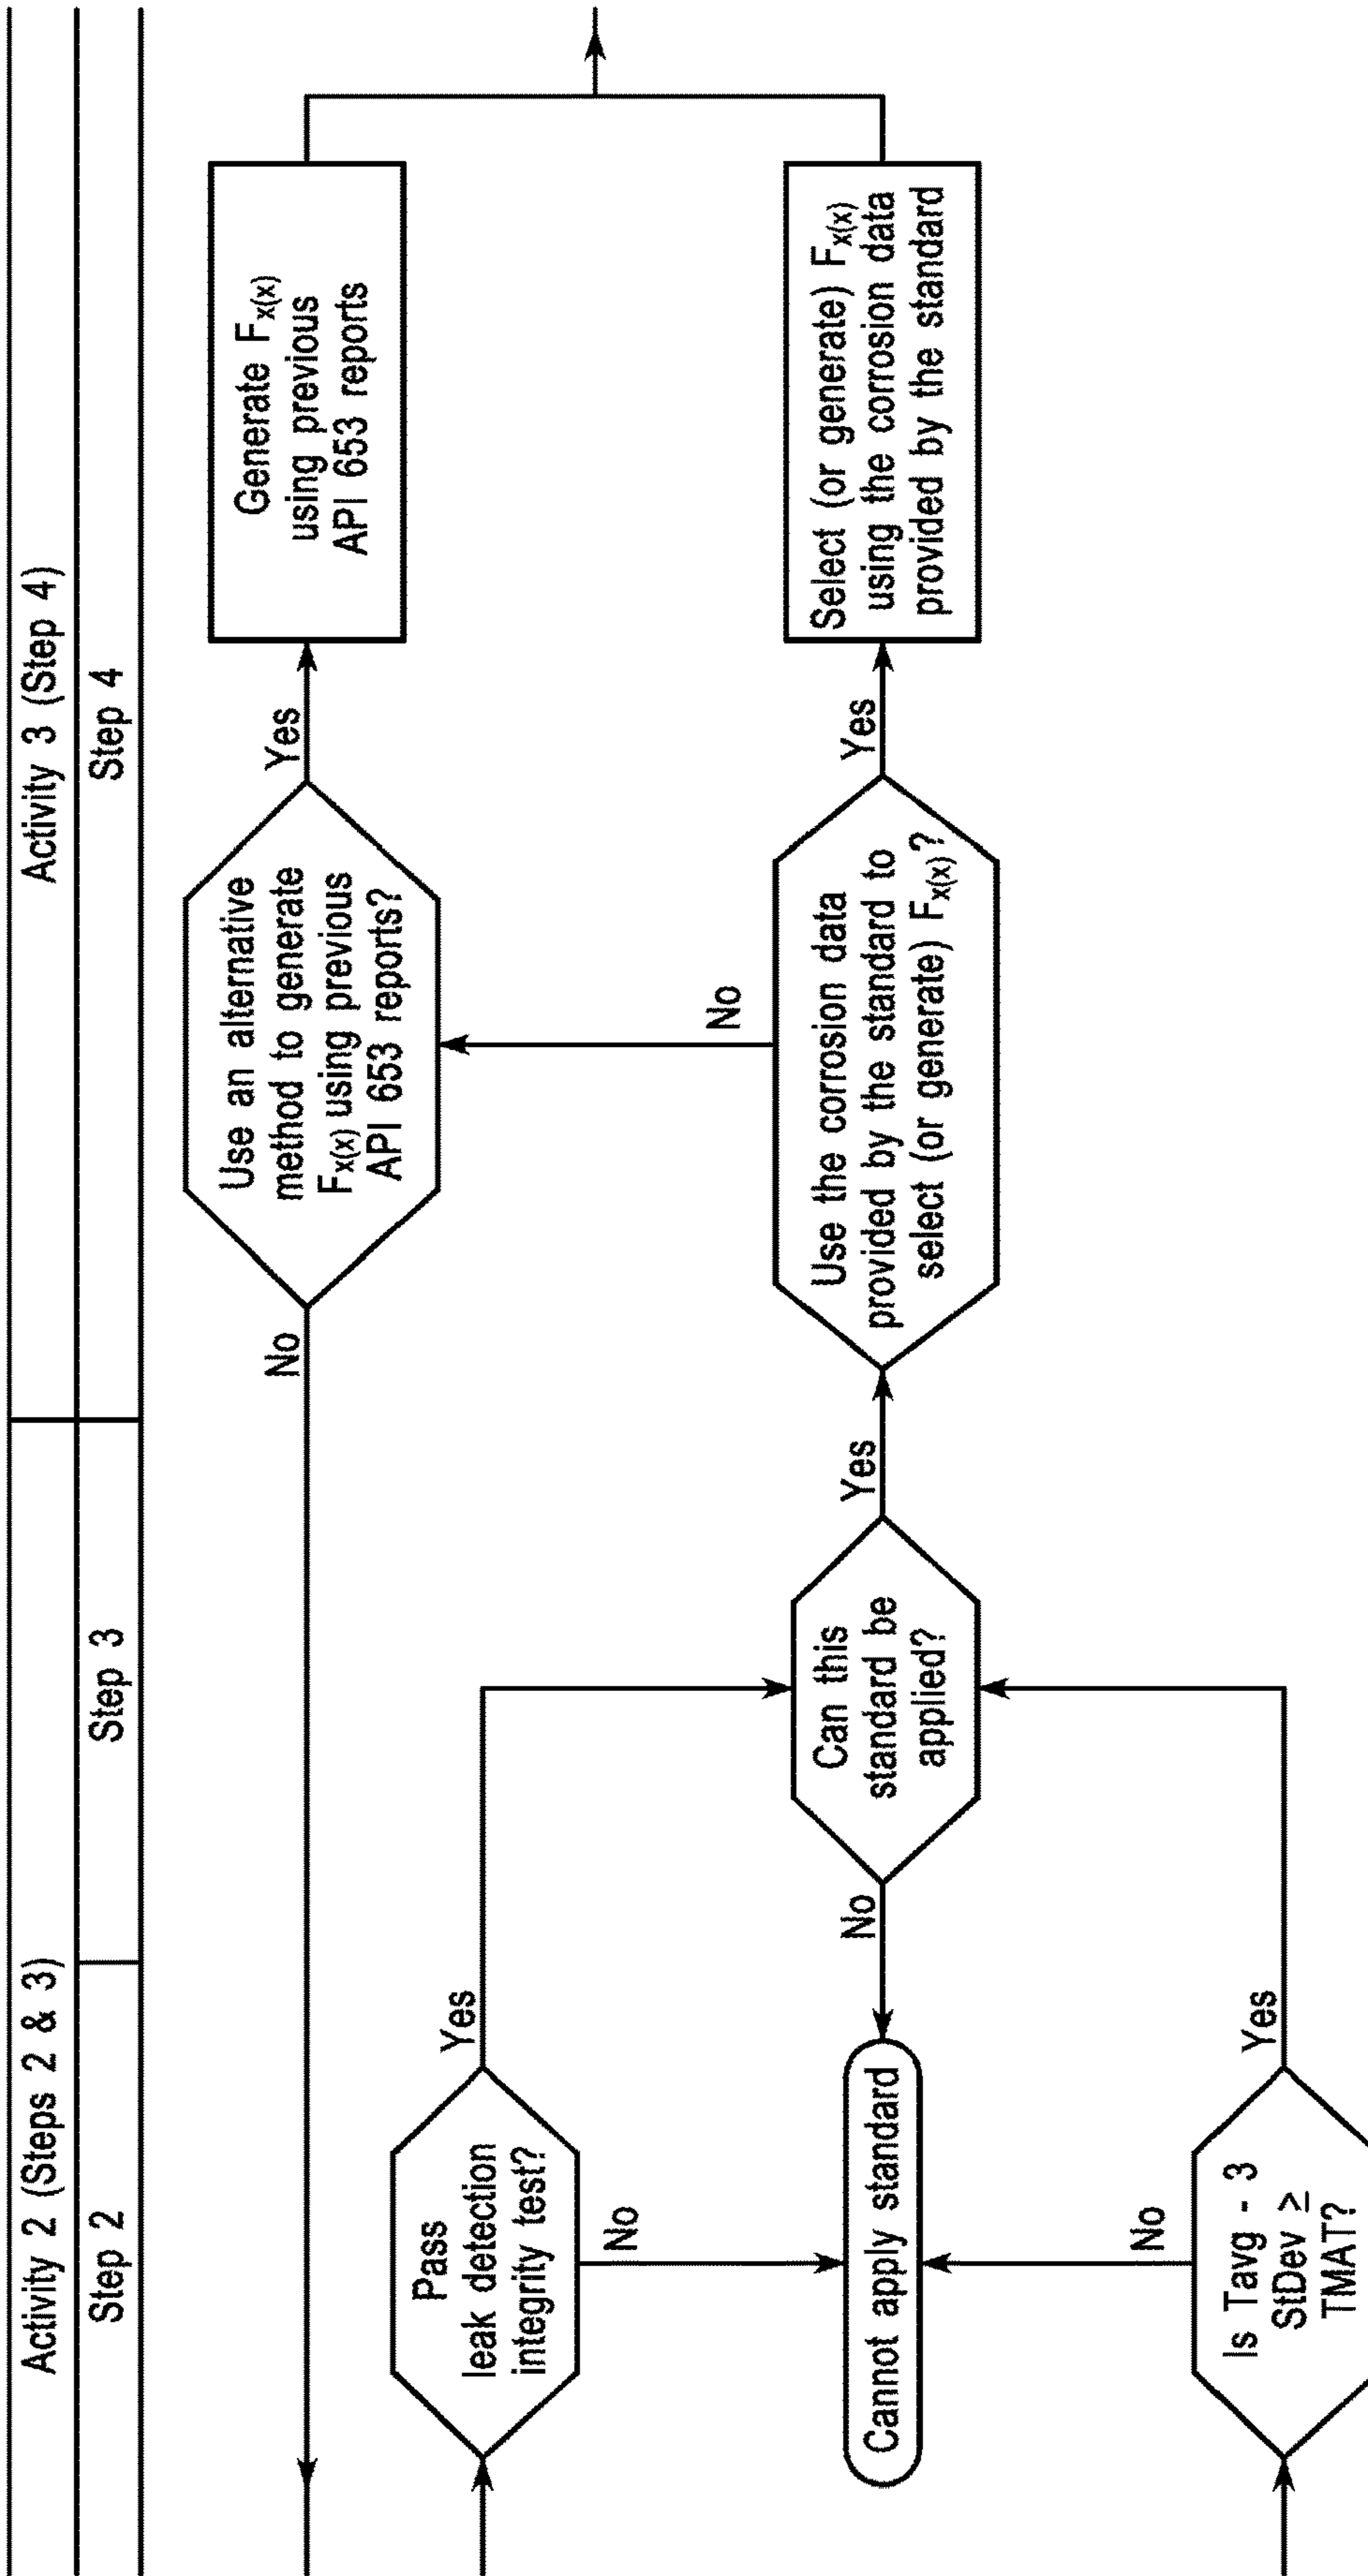 Activity 2 (Steps 2 & 3)
Activity 3 (Step 4)
Step 2
Step 3
Step 4
Pass
leak detection
integrity test?
Yes
No
Cannot apply standard
Is Tavg - 3
StDev ≥
TMAT?
Yes
No
Can this
standard be
applied?
No
Yes
Use an alternative
method to generate
Fx(x) using previous
API 653 reports?
No
Yes
Use the corrosion data
provided by the standard to
select (or generate) Fx(x)?
No
Yes
Generate Fx(x)
using previous
API 653 reports
Select (or generate) Fx(x)
using the corrosion data
provided by the standard